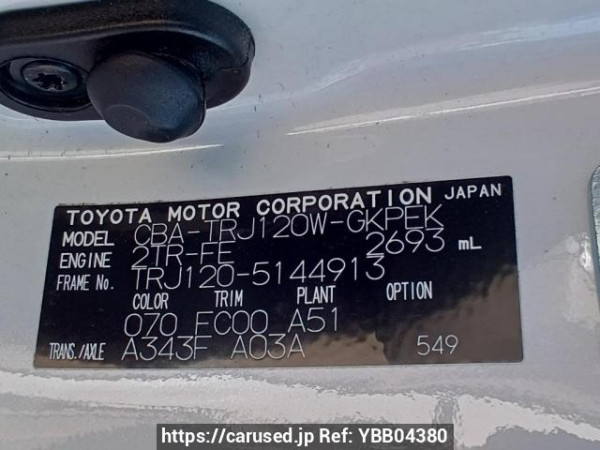 TOYOTA MOTOR CORPORATION JAPAN
MODEL CBA-TRJ120W-GKPEK
ENGINE 2TR-FE 2693 mL
FRAME No. TRJ120-5144913
COLOR TRIM PLANT OPTION
070 FC00 A51
TRANS./AXLE A343F A03A 549
https://carused.jp Ref: YBB04380